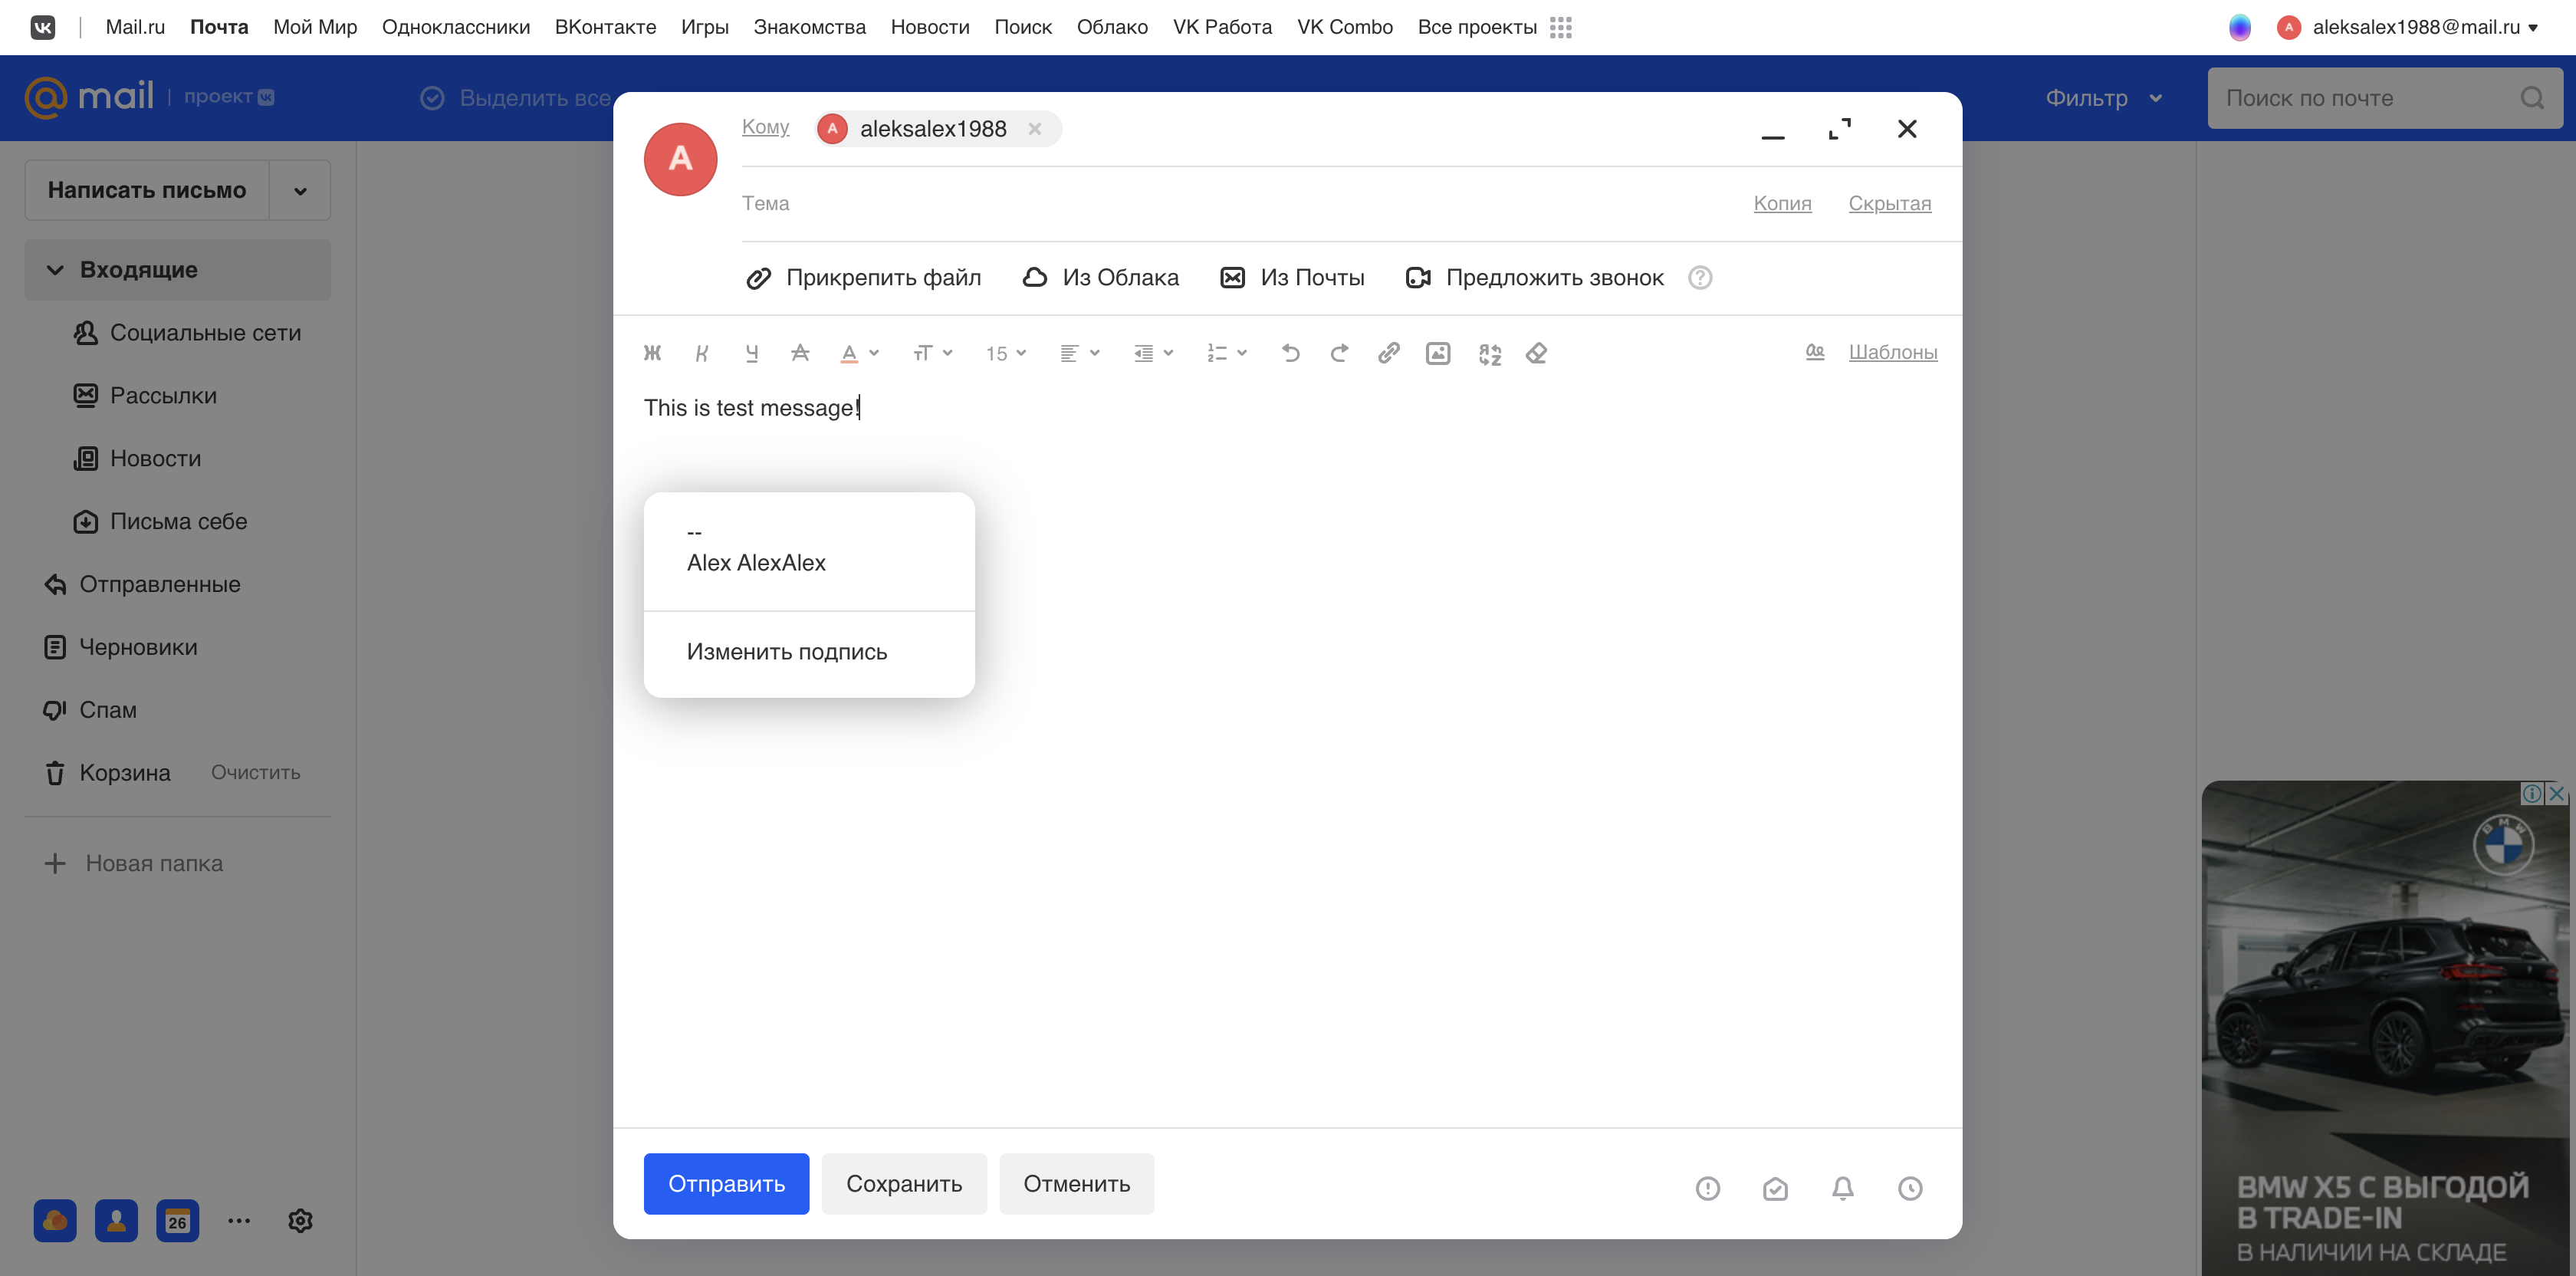 Mail.ru Почта Мой Мир Одноклассники ВКонтакте Игры Знакомства Новости Поиск Облако VK Работа VK Combo Все проекты
A aleksalex1988@mail.ru
@mail проект
Выделить все
Фильтр
Поиск по почте
Написать письмо
Входящие
Социальные сети
Рассылки
Новости
Письма себе
Отправленные
Черновики
Спам
Корзина Очистить
Новая папка
26
A
Кому A aleksalex1988
Тема
Копия Скрытая
Прикрепить файл Из Облака Из Почты Предложить звонок ?
Ж К Ч А А тТ 15
Шаблоны
This is test message!
--
Alex AlexAlex
Изменить подпись
Отправить Сохранить Отменить
BMW
BMW X5 С ВЫГОДОЙ
В TRADE-IN
В НАЛИЧИИ НА СКЛАДЕ